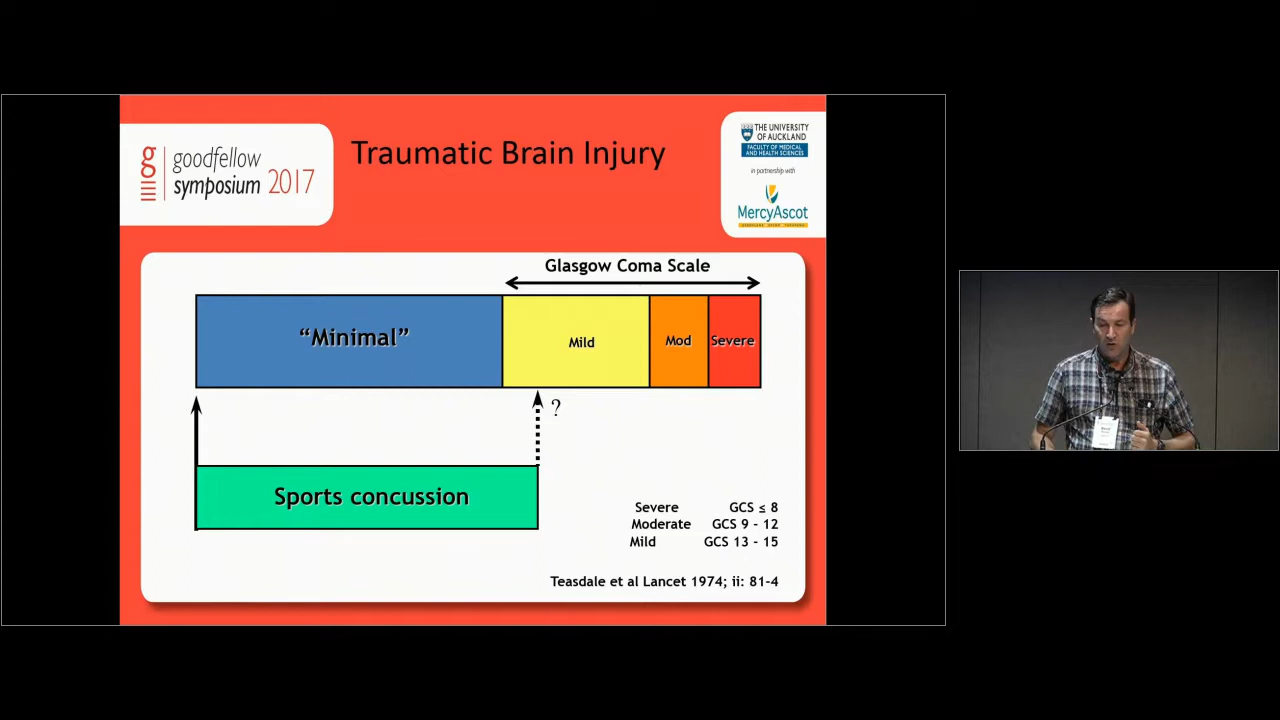 goodfellow
symposium 2017
Traumatic Brain Injury
THE UNIVERSITY
OF AUCKLAND
FACULTY OF MEDICAL
AND HEALTH SCIENCES
in partnership with
MercyAscot
Glasgow Coma Scale
“Minimal”
Mild
Mod
Severe
?
Sports concussion
Severe GCS ≤ 8
Moderate GCS 9 - 12
Mild GCS 13 - 15
Teasdale et al Lancet 1974; ii: 81-4